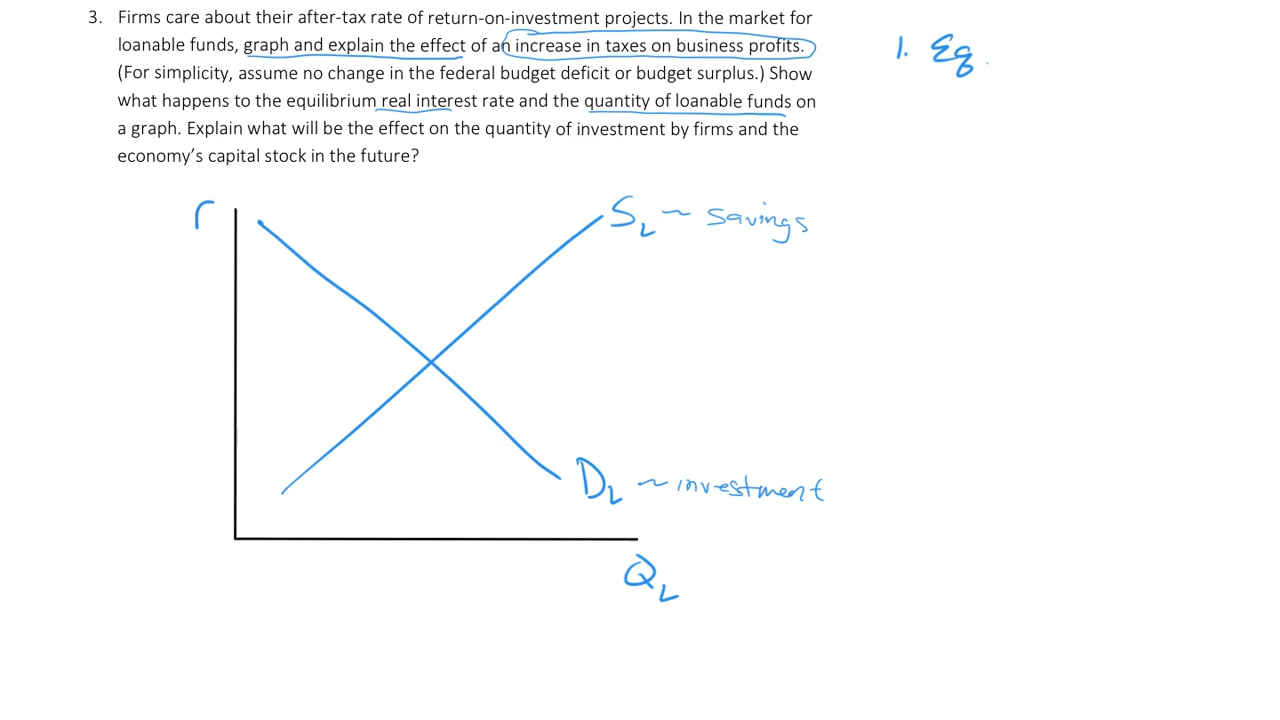 3. Firms care about their after-tax rate of return-on-investment projects. In the market for
loanable funds, graph and explain the effect of an increase in taxes on business profits.
(For simplicity, assume no change in the federal budget deficit or budget surplus.) Show
what happens to the equilibrium real interest rate and the quantity of loanable funds on
a graph. Explain what will be the effect on the quantity of investment by firms and the
economy's capital stock in the future?
1. Eq.
r
S_L ~ savings
D_L ~ investment
Q_L